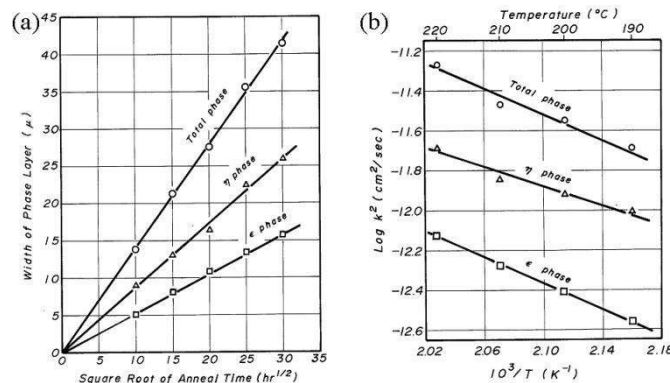 (a)
45
40
35
30
25
20
15
10
5
0
0 5 10 15 20 25 30 35
Width of Phase Layer (μ)
Square Root of Anneal Time (hr1/2)
Total phase
η phase
ε phase
(b)
Temperature (°C)
220 210 200 190
-11.2
-11.4
-11.6
-11.8
-12.0
-12.2
-12.4
-12.6
2.02 2.06 2.10 2.14 2.18
Log k² (cm²/sec)
10³/T (K⁻¹)
Total phase
η phase
ε phase